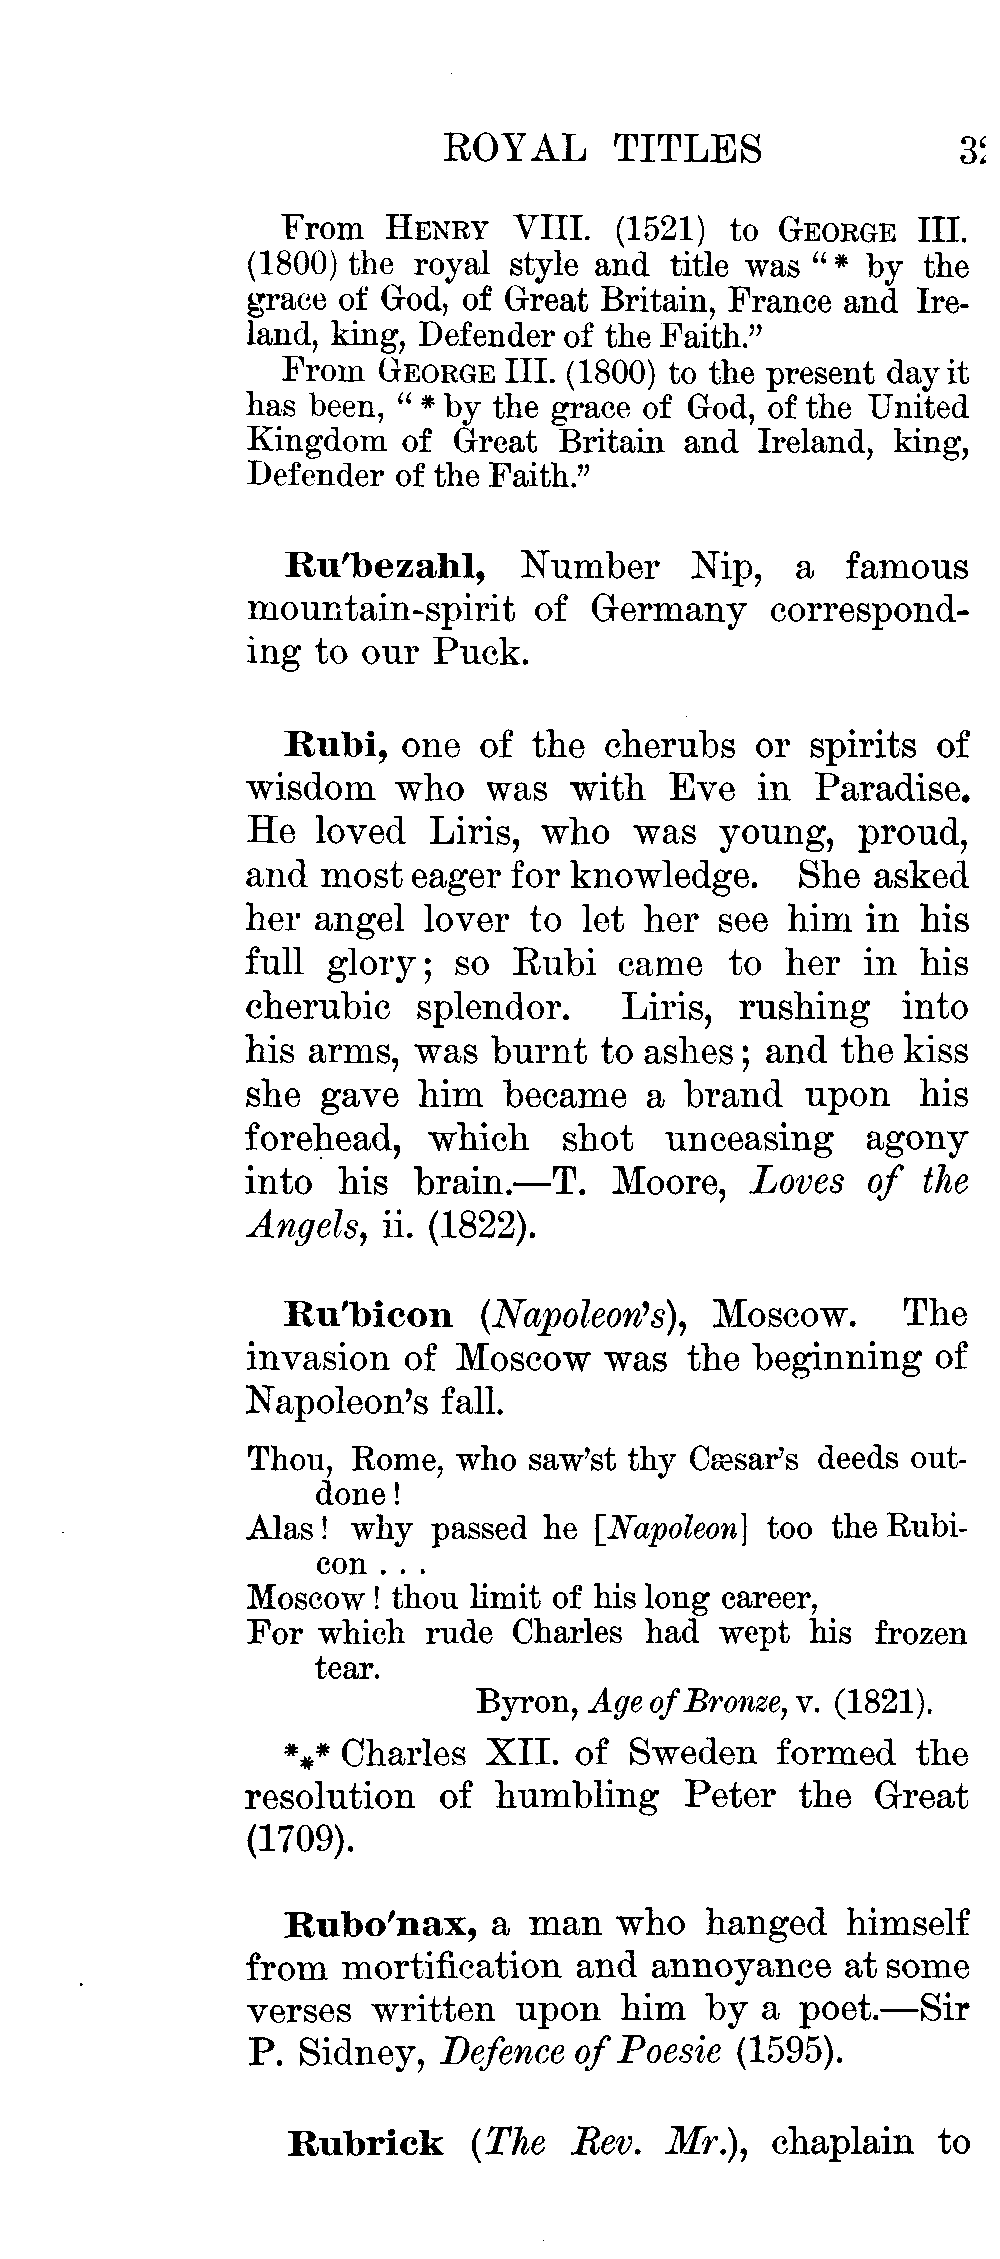 ROYAL TITLES
From HENRY VIII. (1521) to GEORGE III.
(1800) the royal style and title was “ * by the
grace of God, of Great Britain, France and Ire-
land, king, Defender of the Faith.”
From GEORGE III. (1800) to the present day it
has been, “ * by the grace of God, of the United
Kingdom of Great Britain and Ireland, king,
Defender of the Faith.”
Ru'bezahl, Number Nip, a famous
mountain-spirit of Germany correspond-
ing to our Puck.
Rubi, one of the cherubs or spirits of
wisdom who was with Eve in Paradise.
He loved Liris, who was young, proud,
and most eager for knowledge. She asked
her angel lover to let her see him in his
full glory; so Rubi came to her in his
cherubic splendor. Liris, rushing into
his arms, was burnt to ashes; and the kiss
she gave him became a brand upon his
forehead, which shot unceasing agony
into his brain.—T. Moore, Loves of the
Angels, ii. (1822).
Ru'bicon (Napoleon's), Moscow. The
invasion of Moscow was the beginning of
Napoleon's fall.
Thou, Rome, who saw'st thy Cæsar's deeds out-
done!
Alas! why passed he [Napoleon] too the Rubi-
con . . .
Moscow! thou limit of his long career,
For which rude Charles had wept his frozen
tear.
Byron, Age of Bronze, v. (1821).
*** Charles XII. of Sweden formed the
resolution of humbling Peter the Great
(1709).
Rubo'nax, a man who hanged himself
from mortification and annoyance at some
verses written upon him by a poet.—Sir
P. Sidney, Defence of Poesie (1595).
Rubrick (The Rev. Mr.), chaplain to